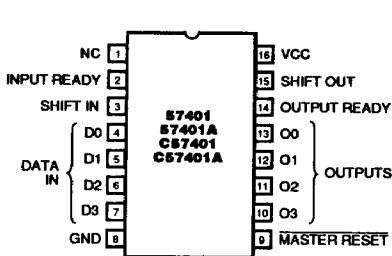 NC 1 16 VCC
INPUT READY 2 15 SHIFT OUT
SHIFT IN 3 14 OUTPUT READY
57401
57401A
C57401
C57401A
DATA IN
D0 4
D1 5
D2 6
D3 7
13 O0
12 O1
11 O2
10 O3
OUTPUTS
GND 8 9 MASTER RESET